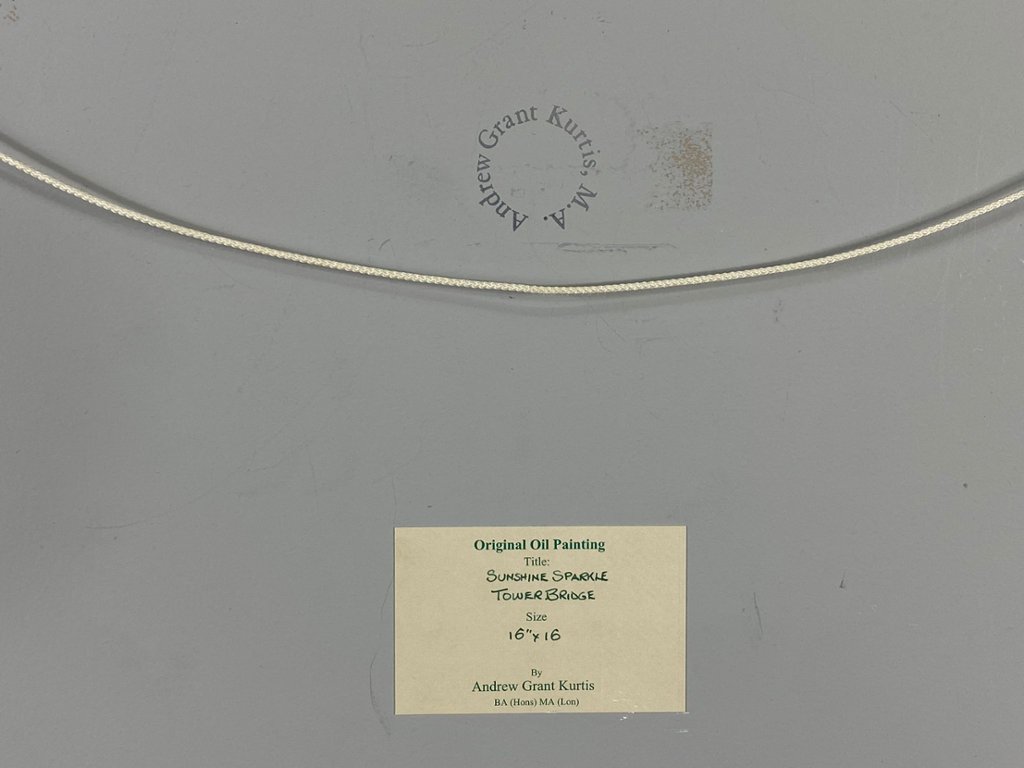 Andrew Grant Kurtis, M.A.
Original Oil Painting
Title:
SUNSHINE SPARKLE
TOWER BRIDGE
Size
16" x 16
By
Andrew Grant Kurtis
BA (Hons) MA (Lon)